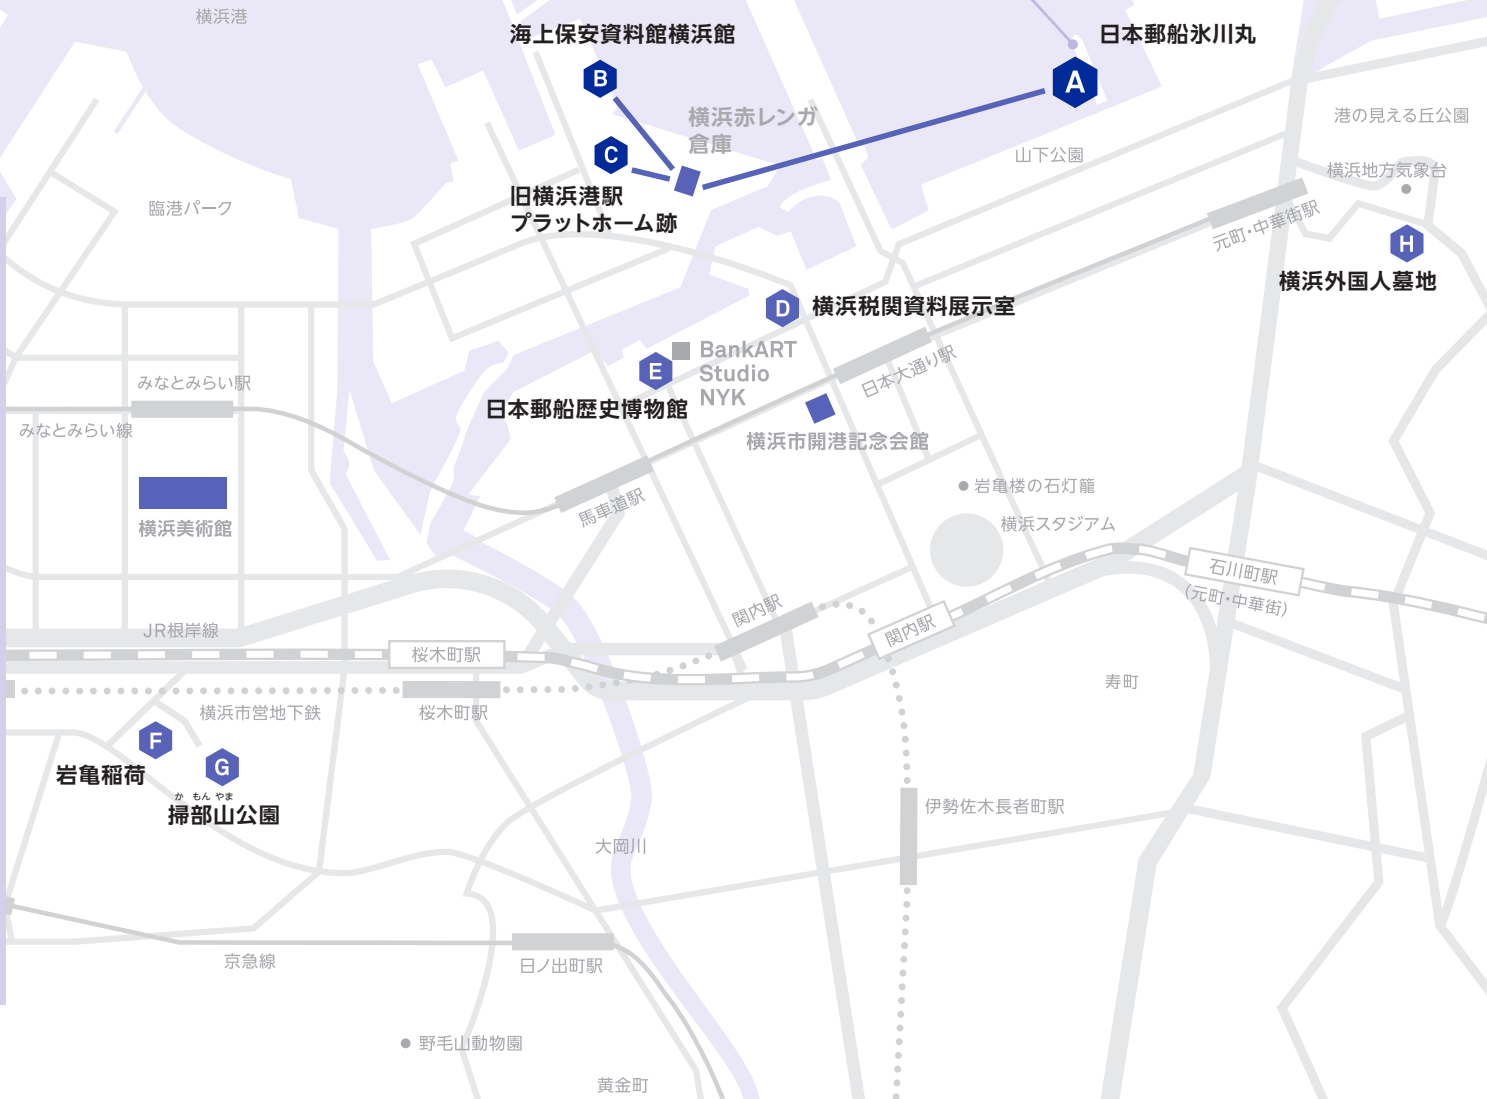 横浜港
海上保安資料館横浜館
日本郵船氷川丸
B
A
横浜赤レンガ
倉庫
港の見える丘公園
C
山下公園
横浜地方気象台
旧横浜港駅
プラットホーム跡
臨港パーク
元町・中華街駅
H
横浜外国人墓地
D
横浜税関資料展示室
BankART
Studio
NYK
E
日本大通り駅
みなとみらい駅
日本郵船歴史博物館
みなとみらい線
横浜市開港記念会館
岩亀楼の石灯籠
馬車道駅
横浜美術館
横浜スタジアム
石川町駅
(元町・中華街)
関内駅
関内駅
JR根岸線
桜木町駅
寿町
横浜市営地下鉄
桜木町駅
F
岩亀稲荷
G
か もん やま
掃部山公園
伊勢佐木長者町駅
大岡川
京急線
日ノ出町駅
野毛山動物園
黄金町